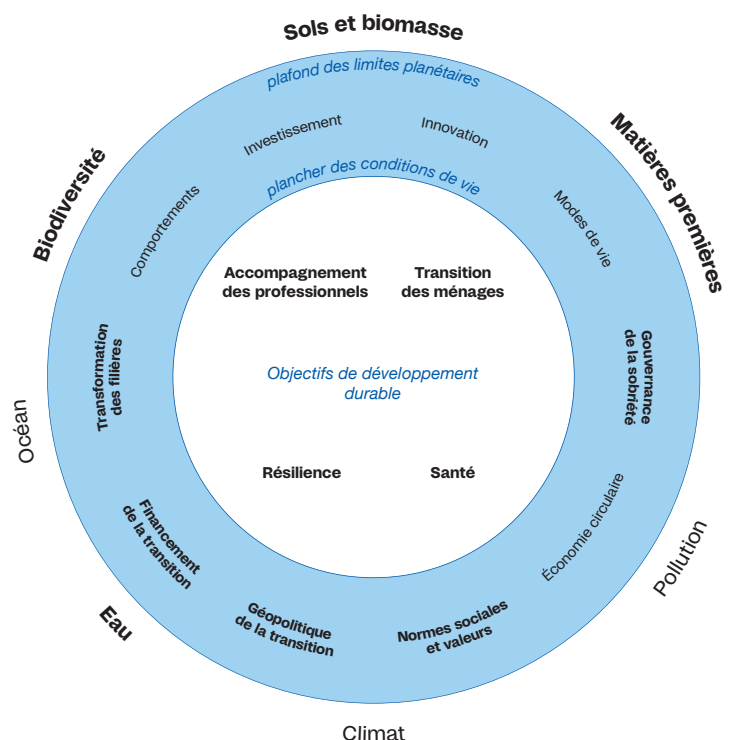 Sols et biomasse
plafond des limites planétaires
Investissement
Innovation
plancher des conditions de vie
Biodiversité
Matières premières
Comportements
Modes de vie
Accompagnement
des professionnels
Transition
des ménages
Transformation
des filières
Gouvernance
de la sobriété
Objectifs de développement
durable
Océan
Résilience
Santé
Économie circulaire
Pollution
Financement
de la transition
Eau
Géopolitique
de la transition
Normes sociales
et valeurs
Climat